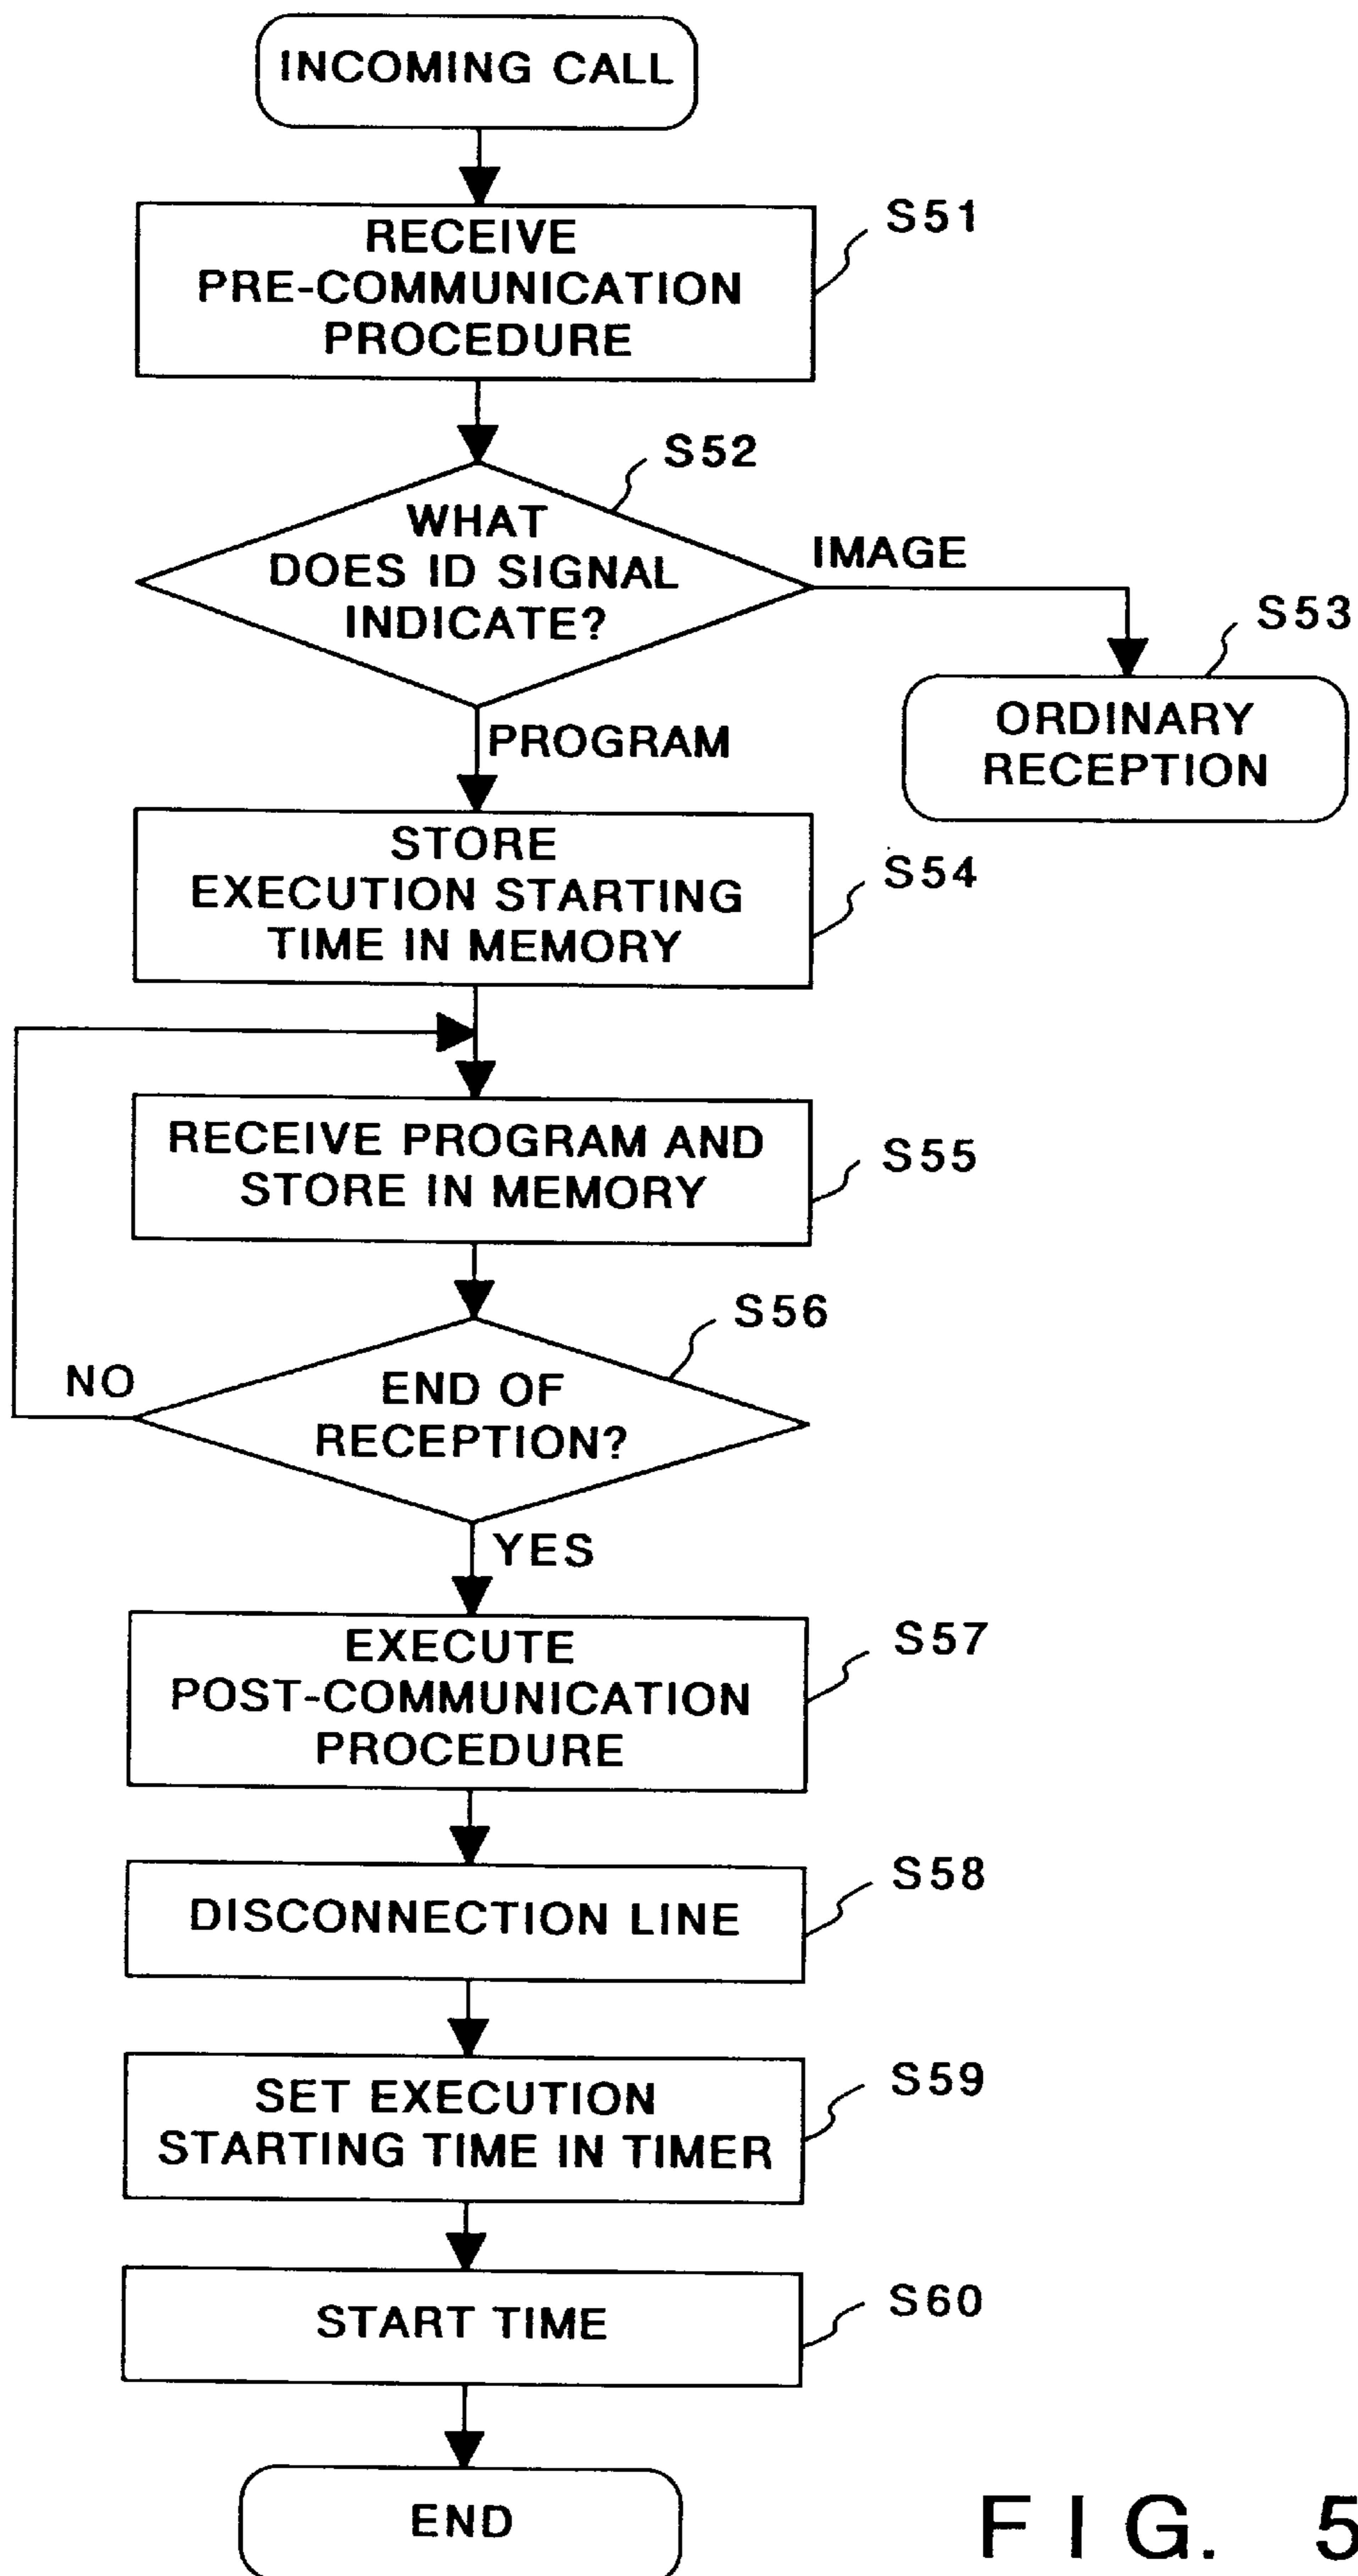 INCOMING CALL
RECEIVE
PRE-COMMUNICATION
PROCEDURE
S51
WHAT
DOES ID SIGNAL
INDICATE?
S52
IMAGE
S53
ORDINARY
RECEPTION
PROGRAM
STORE
EXECUTION STARTING
TIME IN MEMORY
S54
RECEIVE PROGRAM AND
STORE IN MEMORY
S55
END OF
RECEPTION?
S56
NO
YES
EXECUTE
POST-COMMUNICATION
PROCEDURE
S57
DISCONNECTION LINE
S58
SET EXECUTION
STARTING TIME IN TIMER
S59
START TIME
S60
END
FIG. 5